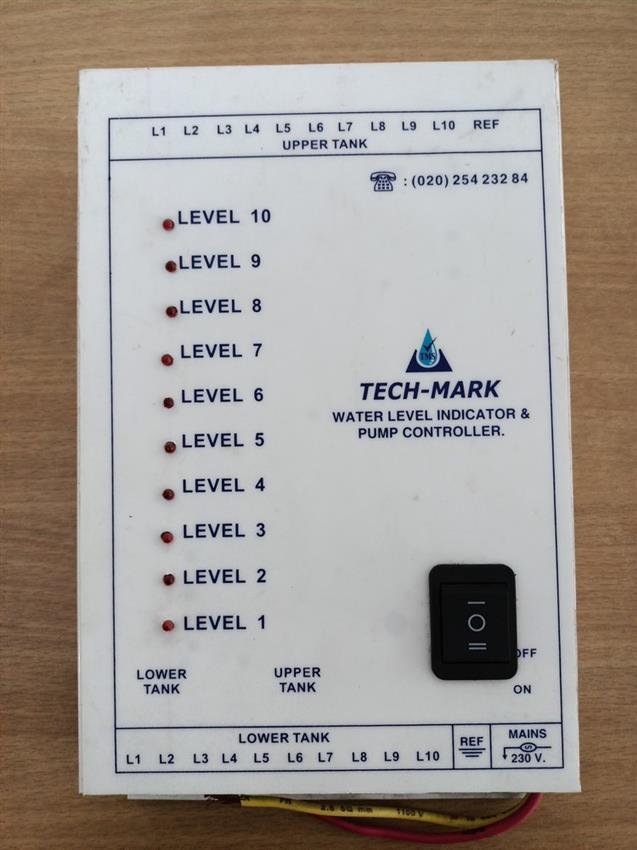 L1 L2 L3 L4 L5 L6 L7 L8 L9 L10 REF
UPPER TANK
: (020) 254 232 84
LEVEL 10
LEVEL 9
LEVEL 8
LEVEL 7
LEVEL 6
LEVEL 5
LEVEL 4
LEVEL 3
LEVEL 2
LEVEL 1
TMS
TECH-MARK
WATER LEVEL INDICATOR &
PUMP CONTROLLER.
I
O
II
OFF
ON
LOWER
TANK
UPPER
TANK
LOWER TANK
L1 L2 L3 L4 L5 L6 L7 L8 L9 L10
REF
MAINS
230 V.
1100 V